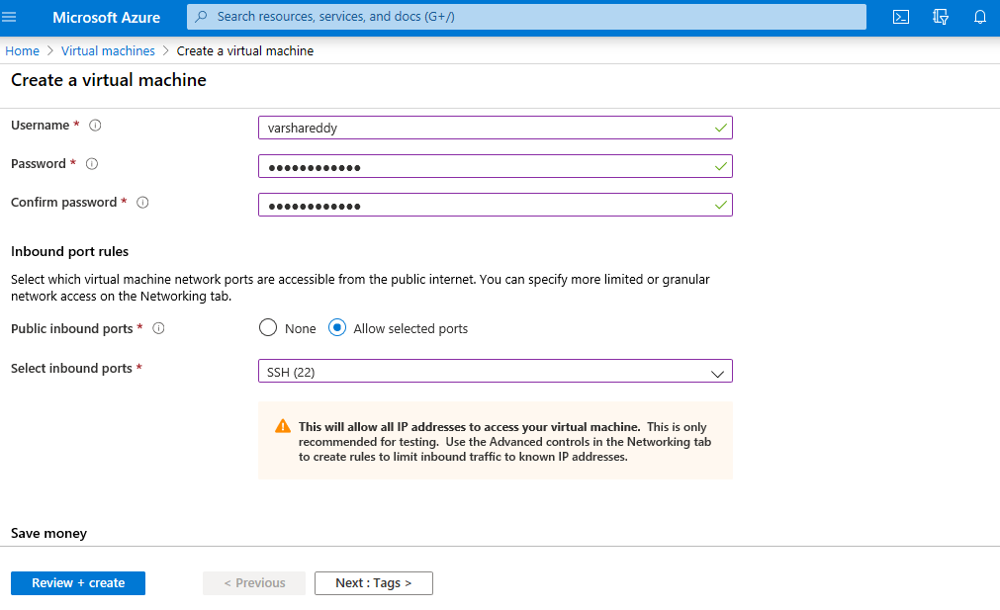 Microsoft Azure
Search resources, services, and docs (G+/)
Home > Virtual machines > Create a virtual machine
Create a virtual machine
Username *
varshareddy
Password *
●●●●●●●●●●●●
Confirm password *
●●●●●●●●●●●●
Inbound port rules
Select which virtual machine network ports are accessible from the public internet. You can specify more limited or granular
network access on the Networking tab.
Public inbound ports *
None
Allow selected ports
Select inbound ports *
SSH (22)
This will allow all IP addresses to access your virtual machine. This is only
recommended for testing. Use the Advanced controls in the Networking tab
to create rules to limit inbound traffic to known IP addresses.
Save money
Review + create
< Previous
Next : Tags >